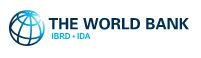 THE WORLD BANK
IBRD • IDA